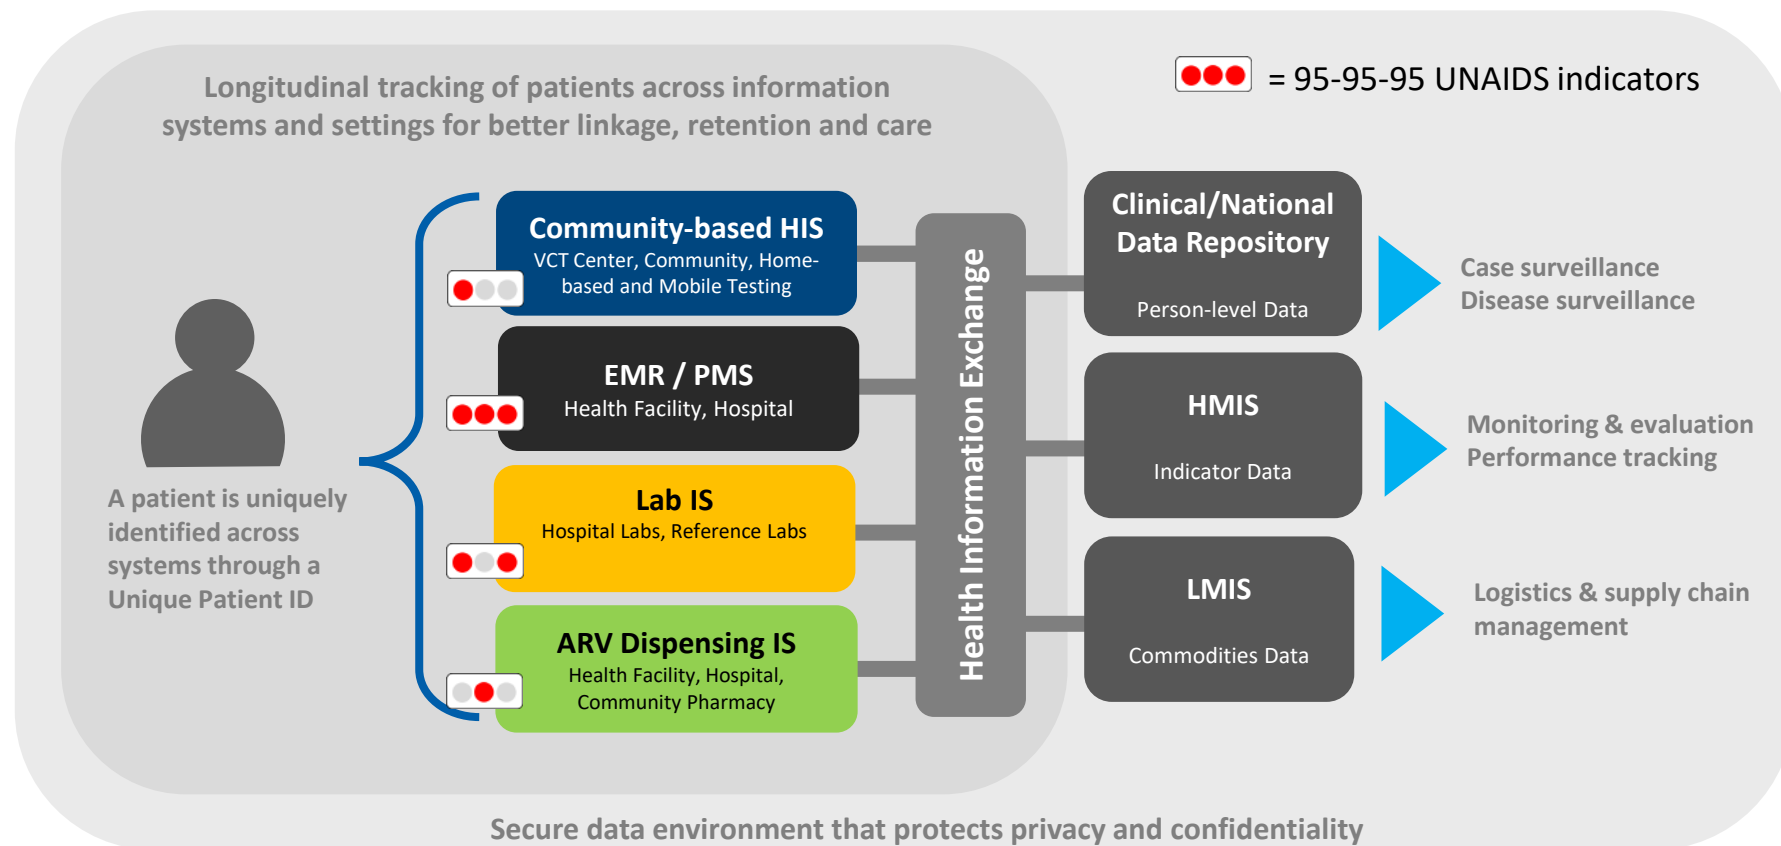 Longitudinal tracking of patients across information
systems and settings for better linkage, retention and care
= 95-95-95 UNAIDS indicators
A patient is uniquely
identified across
systems through a
Unique Patient ID
Community-based HIS
VCT Center, Community, Home-
based and Mobile Testing
EMR / PMS
Health Facility, Hospital
Lab IS
Hospital Labs, Reference Labs
ARV Dispensing IS
Health Facility, Hospital,
Community Pharmacy
Health Information Exchange
Clinical/National
Data Repository
Person-level Data
Case surveillance
Disease surveillance
HMIS
Indicator Data
Monitoring & evaluation
Performance tracking
LMIS
Commodities Data
Logistics & supply chain
management
Secure data environment that protects privacy and confidentiality